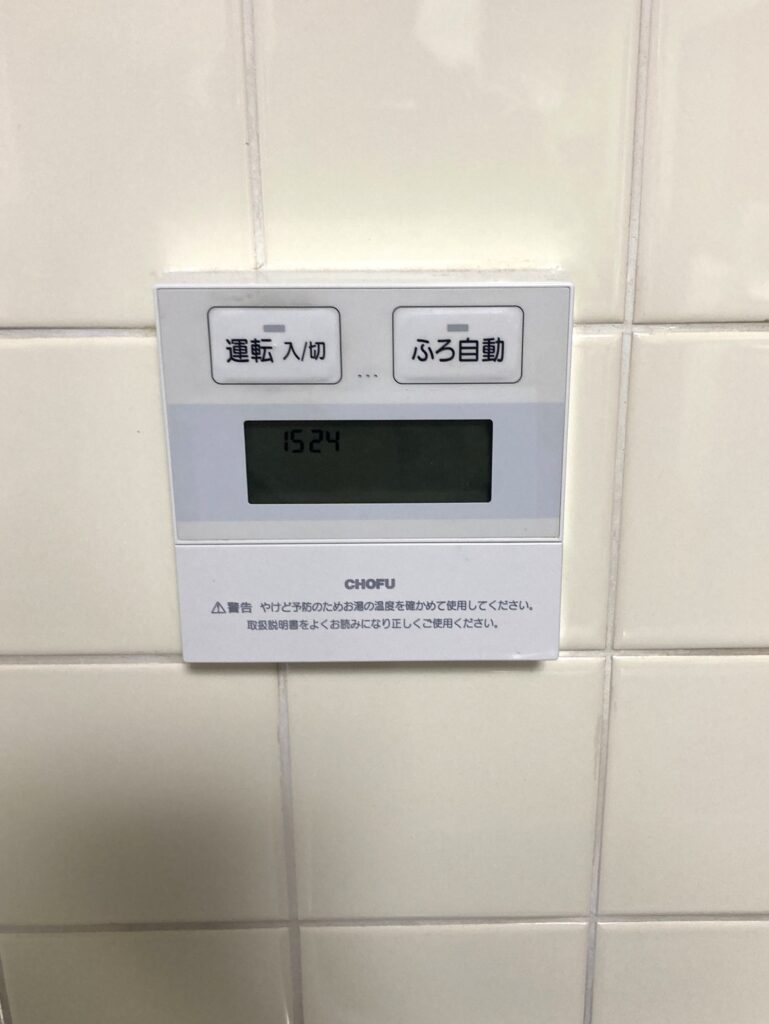 運転 入/切
ふろ自動
1524
CHOFU
⚠警告 やけど予防のためお湯の温度を確かめて使用してください。
取扱説明書をよくお読みになり正しくご使用ください。